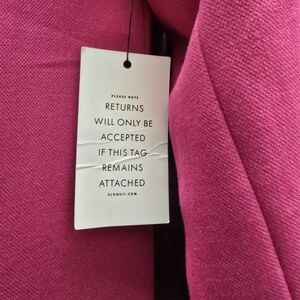 PLEASE NOTE
RETURNS
WILL ONLY BE
ACCEPTED
IF THIS TAG
REMAINS
ATTACHED
ELOQUII.COM